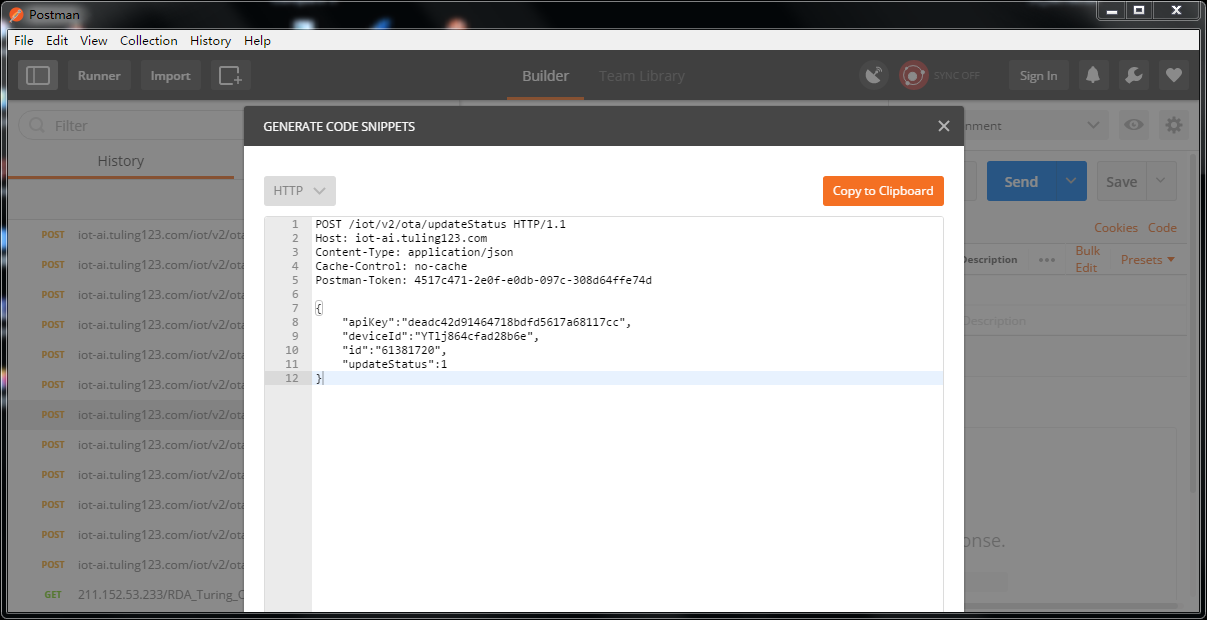 Postman
File Edit View Collection History Help
Runner Import Builder Team Library SYNC OFF Sign In
Filter
History
GENERATE CODE SNIPPETS
nment
HTTP
Copy to Clipboard
Send
Save
Cookies Code
Description
Bulk Edit
Presets
Description
onse.
1 POST /iot/v2/ota/updateStatus HTTP/1.1
2 Host: iot-ai.tuling123.com
3 Content-Type: application/json
4 Cache-Control: no-cache
5 Postman-Token: 4517c471-2e0f-e0db-097c-308d64ffe74d
6
7 {
8 "apiKey":"deadc42d91464718bdfd5617a68117cc",
9 "deviceId":"YTlj864cfad28b6e",
10 "id":"61381720",
11 "updateStatus":1
12 }
POST iot-ai.tuling123.com/iot/v2/ota
POST iot-ai.tuling123.com/iot/v2/ota
POST iot-ai.tuling123.com/iot/v2/ota
POST iot-ai.tuling123.com/iot/v2/ota
POST iot-ai.tuling123.com/iot/v2/ota
POST iot-ai.tuling123.com/iot/v2/ota
POST iot-ai.tuling123.com/iot/v2/ota
POST iot-ai.tuling123.com/iot/v2/ota
POST iot-ai.tuling123.com/iot/v2/ota
POST iot-ai.tuling123.com/iot/v2/ota
POST iot-ai.tuling123.com/iot/v2/ota
POST iot-ai.tuling123.com/iot/v2/ota
GET 211.152.53.233/RDA_Turing_C